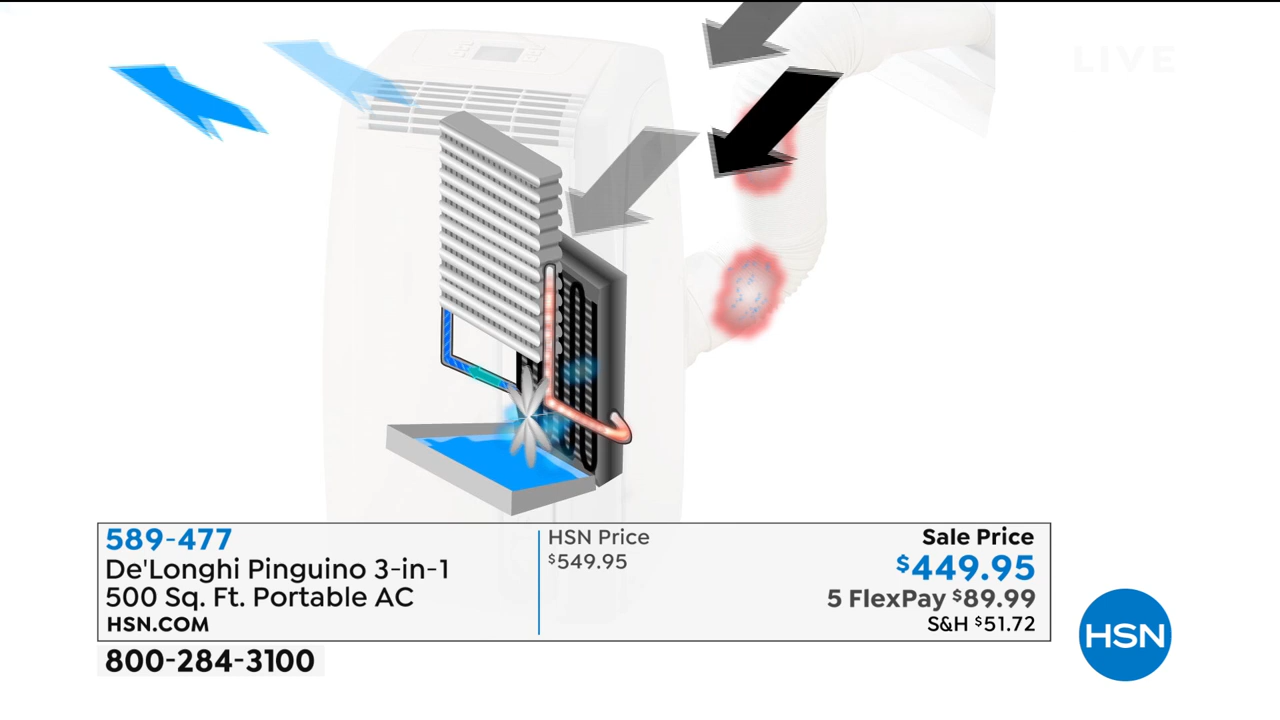 LIVE
589-477
De'Longhi Pinguino 3-in-1
500 Sq. Ft. Portable AC
HSN.COM
HSN Price
$549.95
Sale Price
$449.95
5 FlexPay $89.99
S&H $51.72
800-284-3100
HSN